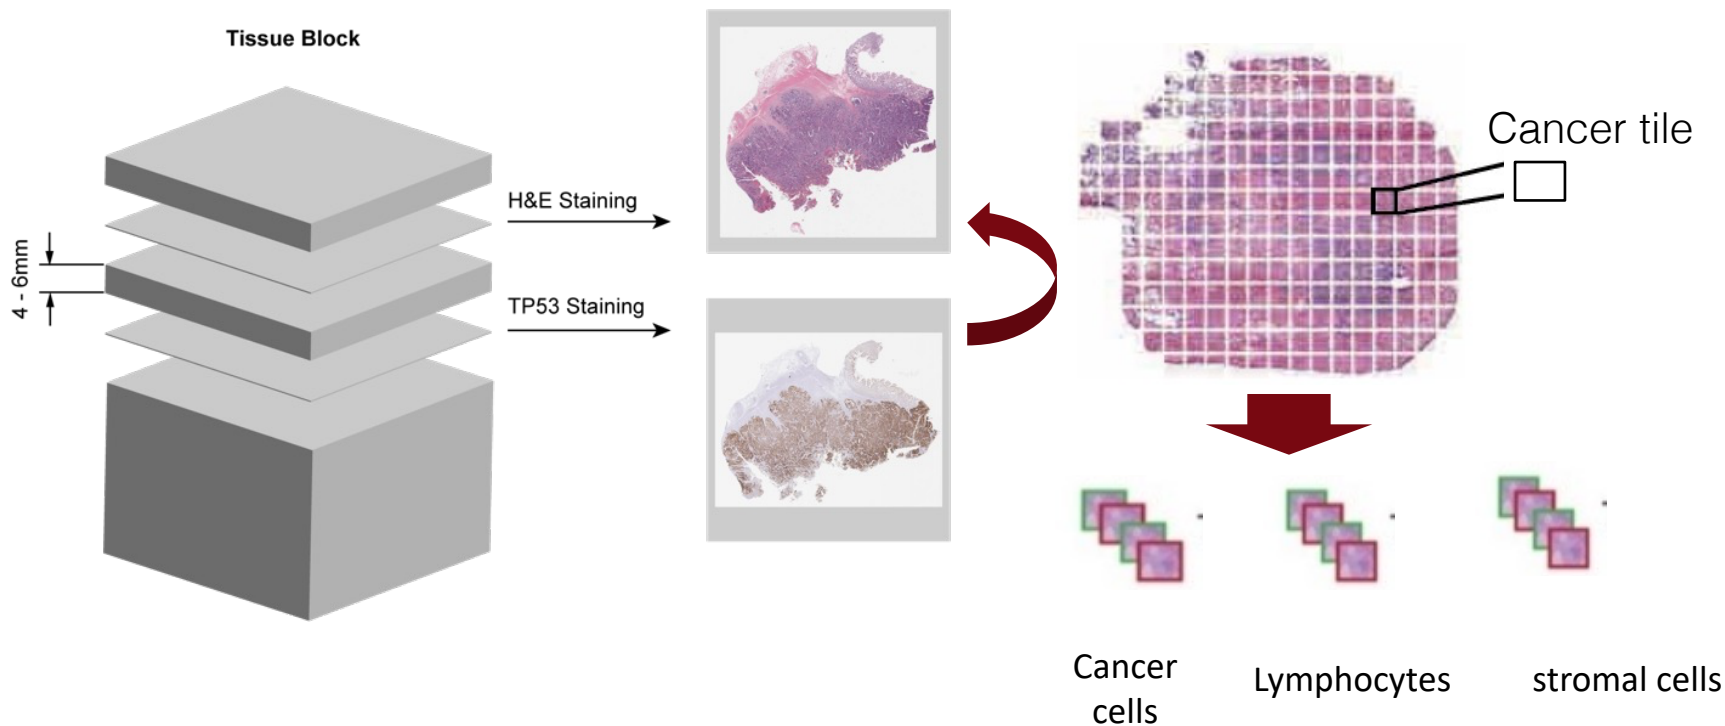 Tissue Block
H&E Staining
4 - 6mm
TP53 Staining
Cancer tile
Cancer
cells
Lymphocytes
stromal cells